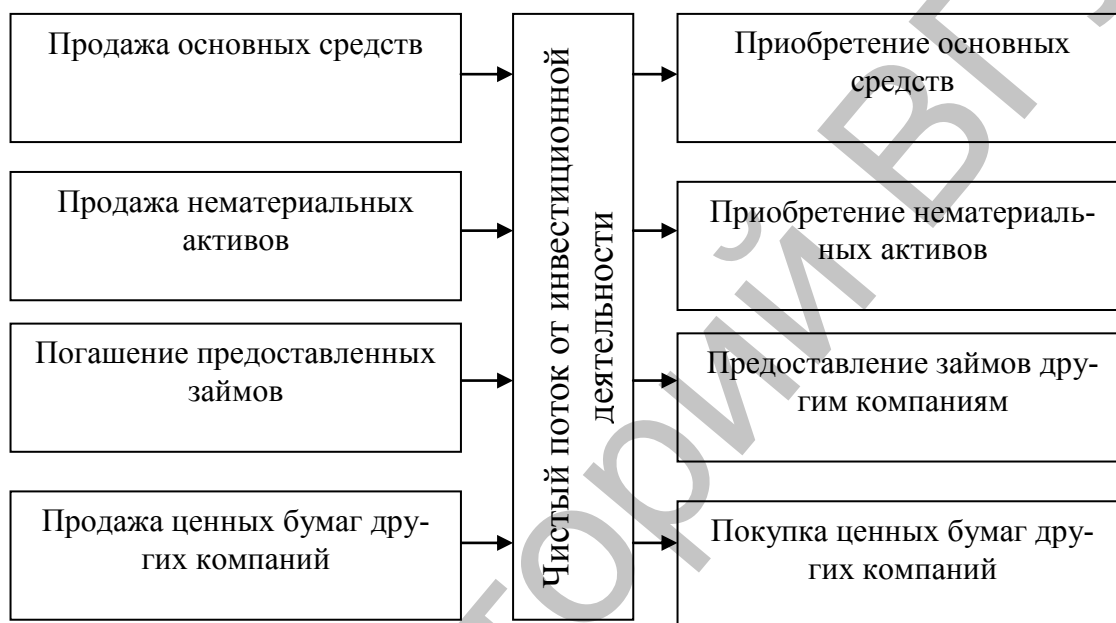 Продажа основных средств
Продажа нематериальных
активов
Погашение предоставленных
займов
Продажа ценных бумаг дру-
гих компаний
Чистый поток от инвестиционной
деятельности
Приобретение основных
средств
Приобретение нематериаль-
ных активов
Предоставление займов дру-
гим компаниям
Покупка ценных бумаг дру-
гих компаний